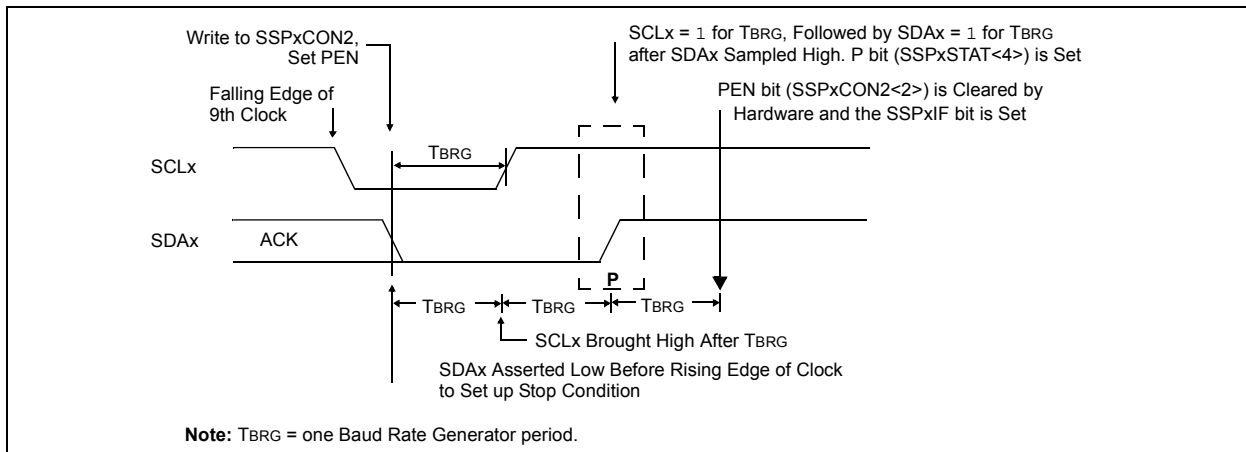 Write to SSPxCON2,
Set PEN
SCLx = 1 for TBRG, Followed by SDAx = 1 for TBRG
after SDAx Sampled High. P bit (SSPxSTAT<4>) is Set
Falling Edge of
9th Clock
PEN bit (SSPxCON2<2>) is Cleared by
Hardware and the SSPxIF bit is Set
TBRG
SCLx
SDAx
ACK
P
TBRG
TBRG
TBRG
SCLx Brought High After TBRG
SDAx Asserted Low Before Rising Edge of Clock
to Set up Stop Condition
Note: TBRG = one Baud Rate Generator period.